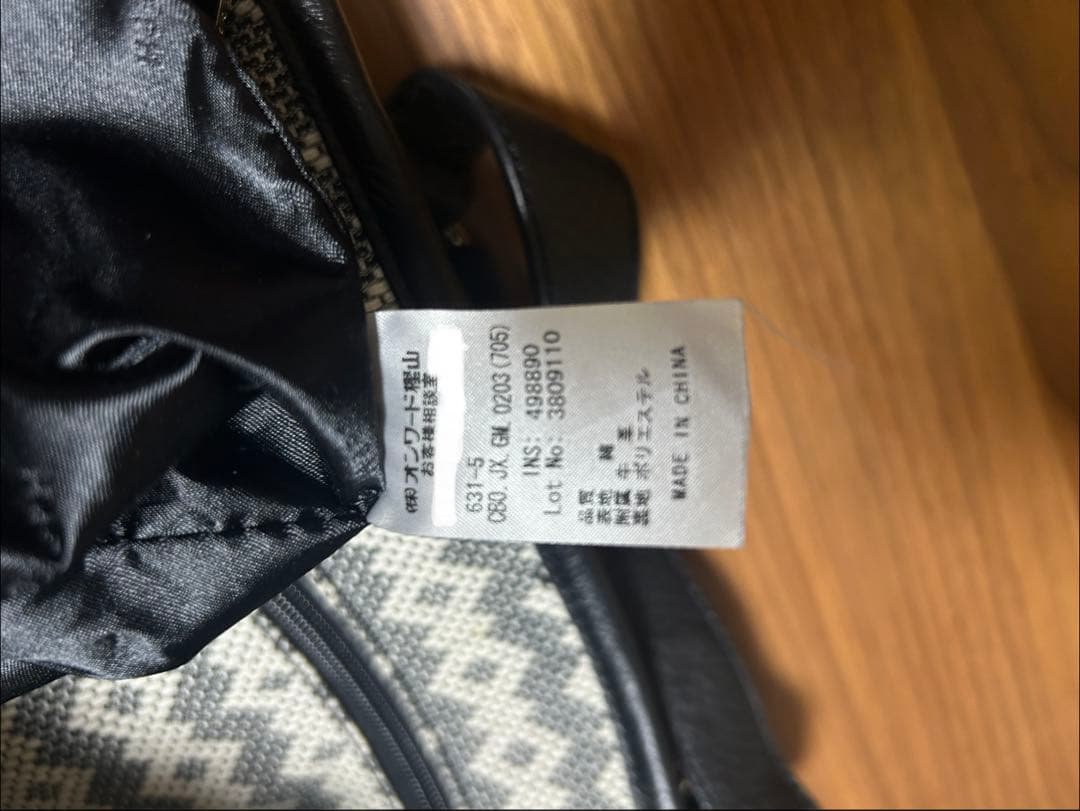 ㈱オンワード樫山
お客様相談室
631-5
CBO.JX.GM.0203(705)
INS: 498890
Lot No: 3809110
品質
表地 綿
附属 牛革
裏地 ポリエステル
MADE IN CHINA